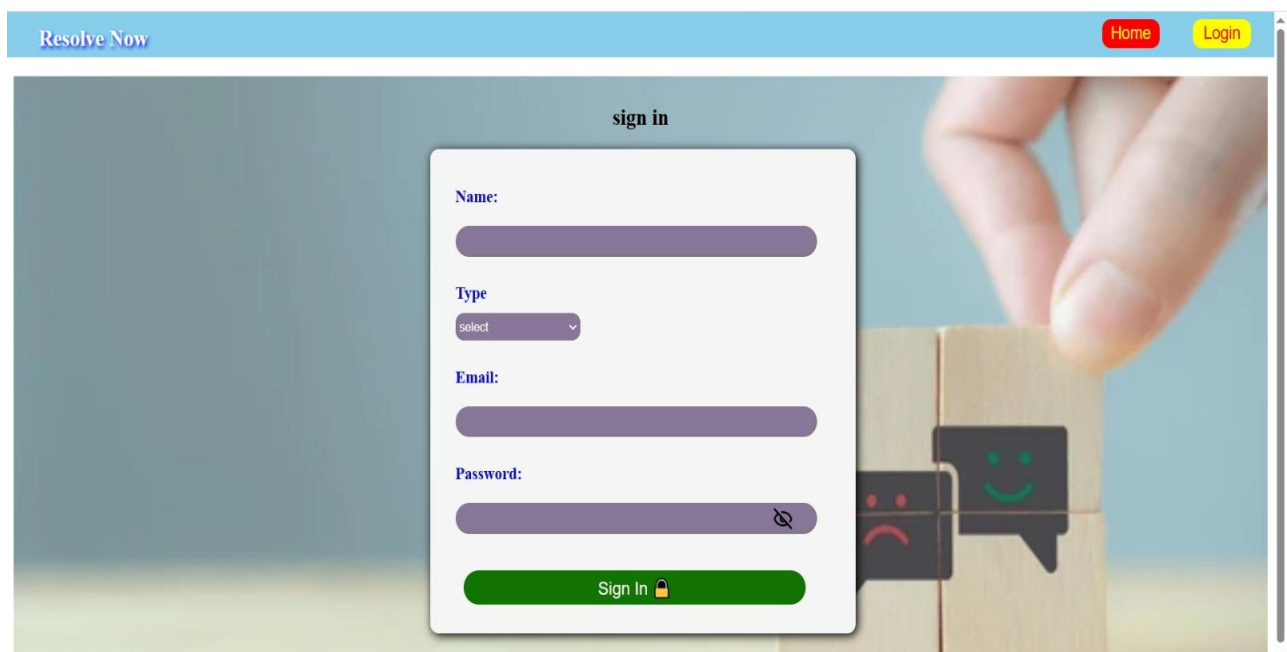 Resolve Now
Home
Login
sign in
Name:
Type
select
Email:
Password:
Sign In 🔒